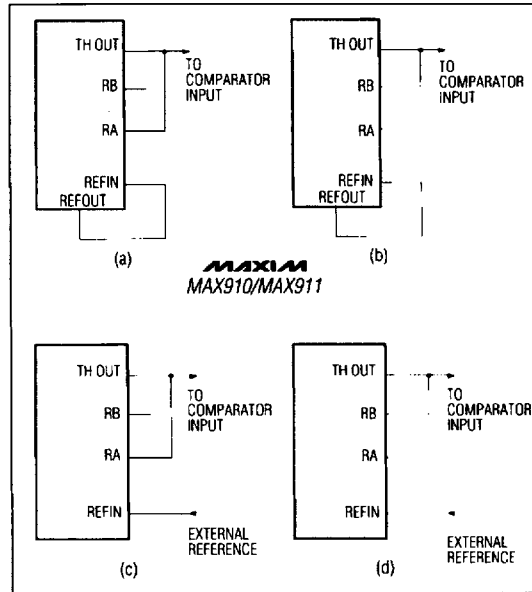 TH OUT
RB
RA
REFIN
REFOUT
TO
COMPARATOR
INPUT
(a)
TH OUT
RB
RA
REFIN
REFOUT
TO
COMPARATOR
INPUT
(b)
MAXIM
MAX910/MAX911
TH OUT
RB
RA
REFIN
TO
COMPARATOR
INPUT
EXTERNAL
REFERENCE
(c)
TH OUT
RB
RA
REFIN
TO
COMPARATOR
INPUT
EXTERNAL
REFERENCE
(d)